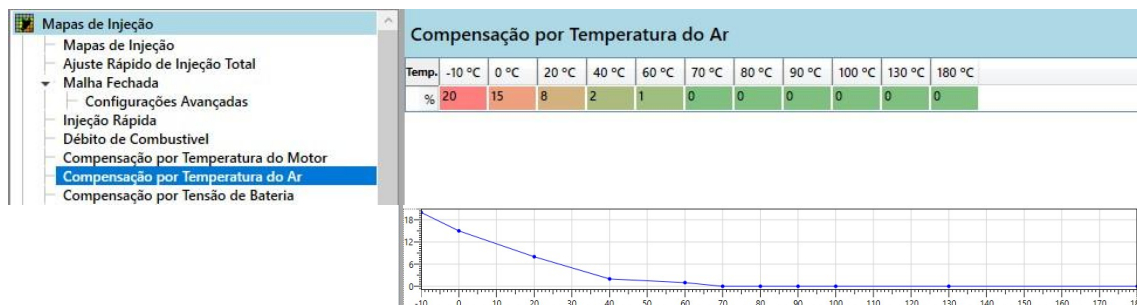 Mapas de Injeção
Mapas de Injeção
Ajuste Rápido de Injeção Total
Malha Fechada
Configurações Avançadas
Injeção Rápida
Débito de Combustivel
Compensação por Temperatura do Motor
Compensação por Temperatura do Ar
Compensação por Tensão de Bateria
Compensação por Temperatura do Ar
Temp. -10 °C 0 °C 20 °C 40 °C 60 °C 70 °C 80 °C 90 °C 100 °C 130 °C 180 °C
% 20 15 8 2 1 0 0 0 0 0 0
18
12
6
0
-10 0 10 20 30 40 50 60 70 80 90 100 110 120 130 140 150 160 170